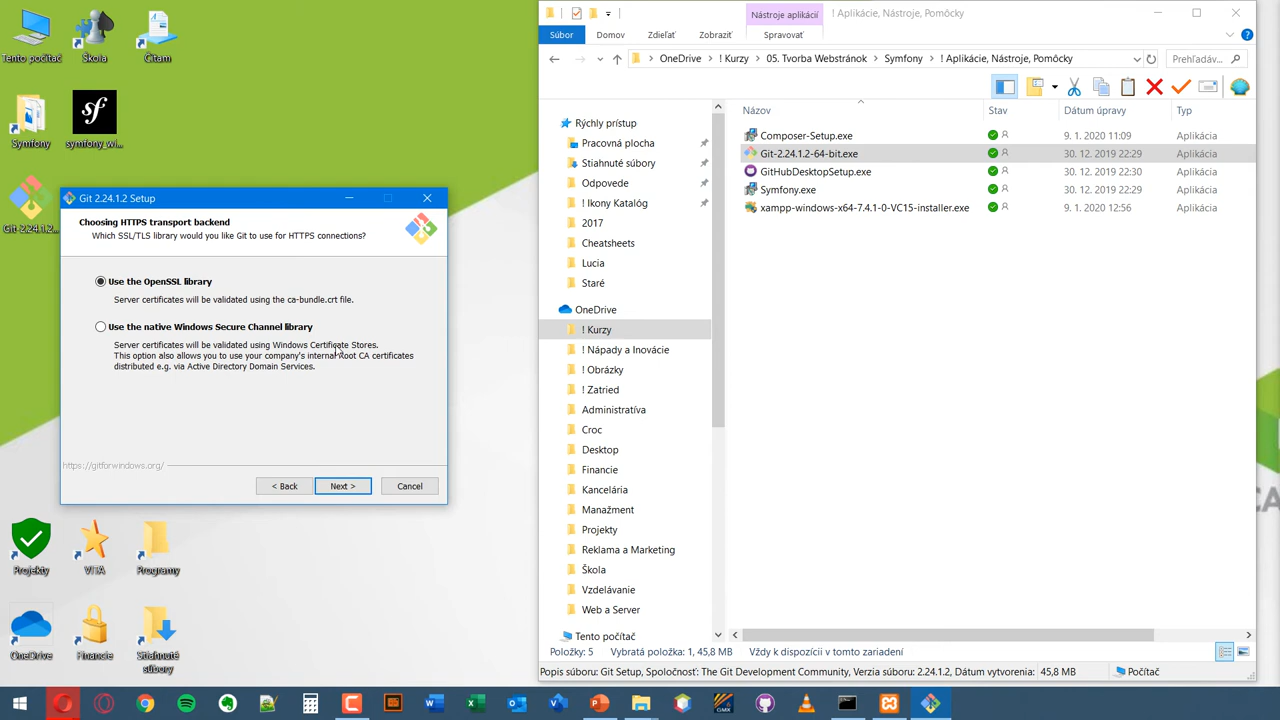 Tento počítač
Škola
Čítam
Symfony
symfony_wi...
Git-2.24.1.2...
Git 2.24.1.2 Setup
Choosing HTTPS transport backend
Which SSL/TLS library would you like Git to use for HTTPS connections?
Use the OpenSSL library
Server certificates will be validated using the ca-bundle.crt file.
Use the native Windows Secure Channel library
Server certificates will be validated using Windows Certificate Stores.
This option also allows you to use your company's internal root CA certificates
distributed e.g. via Active Directory Domain Services.
https://gitforwindows.org/
< Back
Next >
Cancel
Projekty
VITA
Programy
OneDrive
Financie
Stiahnuté
súbory
Nástroje aplikácií
! Aplikácie, Nástroje, Pomôcky
Súbor
Domov
Zdieľať
Zobraziť
Spravovať
OneDrive > ! Kurzy > 05. Tvorba Webstránok > Symfony > ! Aplikácie, Nástroje, Pomôcky
Prehľadáv...
Názov
Stav
Dátum úpravy
Typ
Composer-Setup.exe
9. 1. 2020 11:09
Aplikácia
Git-2.24.1.2-64-bit.exe
30. 12. 2019 22:29
Aplikácia
GitHubDesktopSetup.exe
30. 12. 2019 22:30
Aplikácia
Symfony.exe
30. 12. 2019 22:29
Aplikácia
xampp-windows-x64-7.4.1-0-VC15-installer.exe
9. 1. 2020 12:56
Aplikácia
Rýchly prístup
Pracovná plocha
Stiahnuté súbory
Odpovede
! Ikony Katalóg
2017
Cheatsheets
Lucia
Staré
OneDrive
! Kurzy
! Nápady a Inovácie
! Obrázky
! Zatried
Administratíva
Croc
Desktop
Financie
Kancelária
Manažment
Projekty
Reklama a Marketing
Škola
Vzdelávanie
Web a Server
Tento počítač
Položky: 5
Vybratá položka: 1, 45,8 MB
Vždy k dispozícii v tomto zariadení
Popis súboru: Git Setup, Spoločnosť: The Git Development Community, Verzia súboru: 2.24.1.2, Dátum vytvorenia:
45,8 MB
Počítač